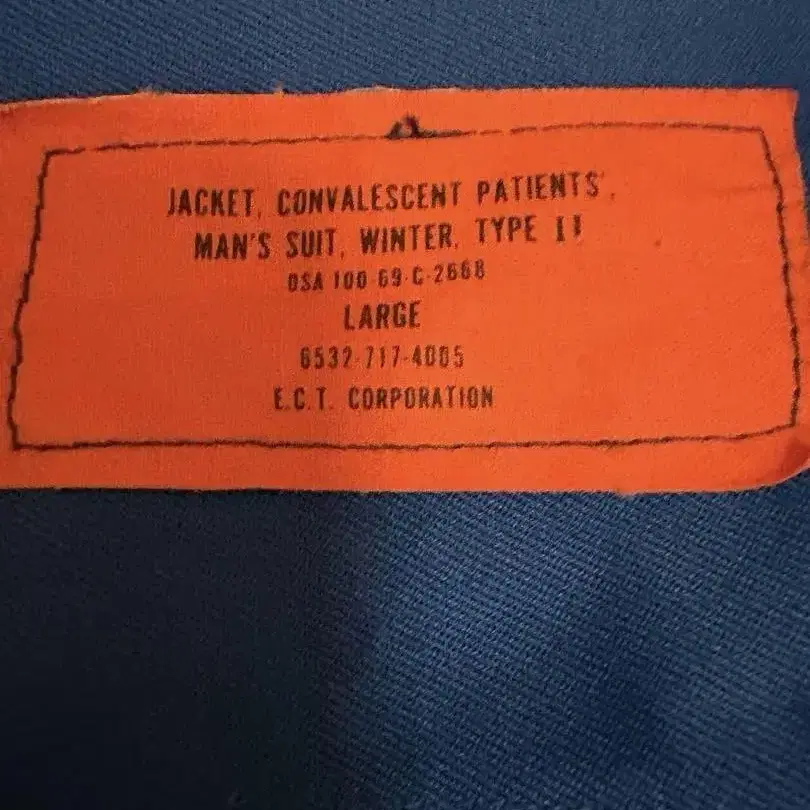 JACKET, CONVALESCENT PATIENTS',
MAN'S SUIT, WINTER, TYPE II
DSA 100-69-C-2668
LARGE
6532-717-4005
E.C.T. CORPORATION